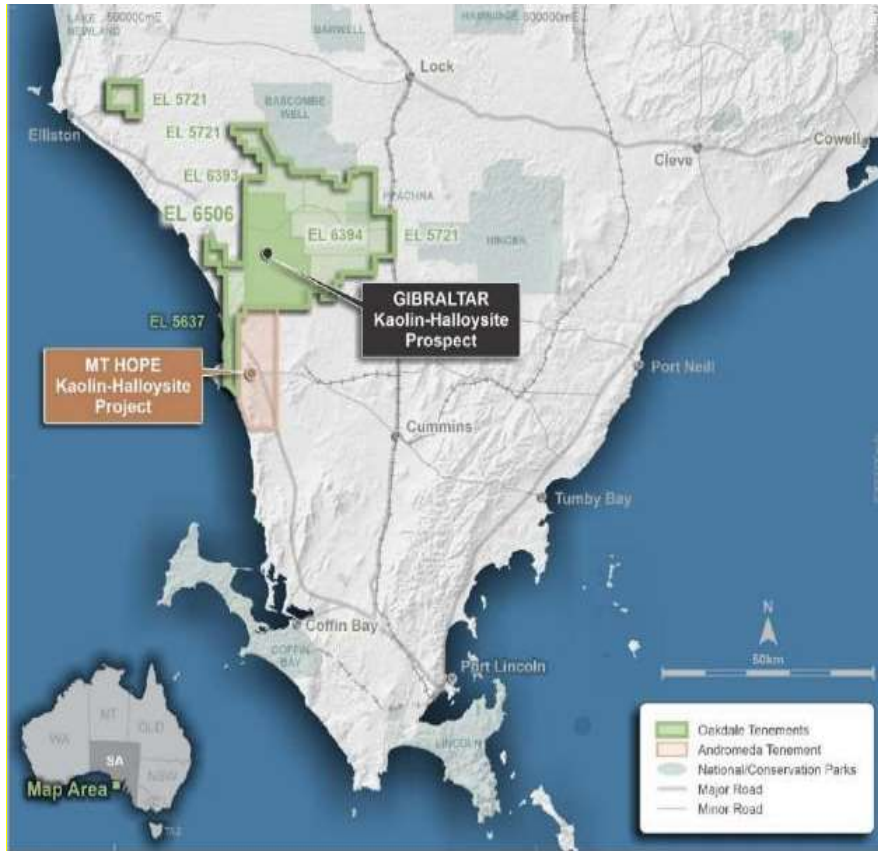 LAKE
NEWLAND
500000mE
BARWELL
600000mE
Lock
EL 5721
BASCOMBE
WELL
Elliston
EL 5721
Cowell
Cleve
EL 6393
EL 6506
EL 6394
EL 5721
HINCKS
GIBRALTAR
Kaolin-Halloysite
Prospect
EL 5637
MT HOPE
Kaolin-Halloysite
Project
Port Neill
Cummins
Tumby Bay
Coffin Bay
COFFIN
BAY
Port Lincoln
LINCOLN
N
50km
WA
NT
QLD
SA
NSW
TAS
Map Area
Oakdale Tenements
Andromeda Tenement
National/Conservation Parks
Major Road
Minor Road